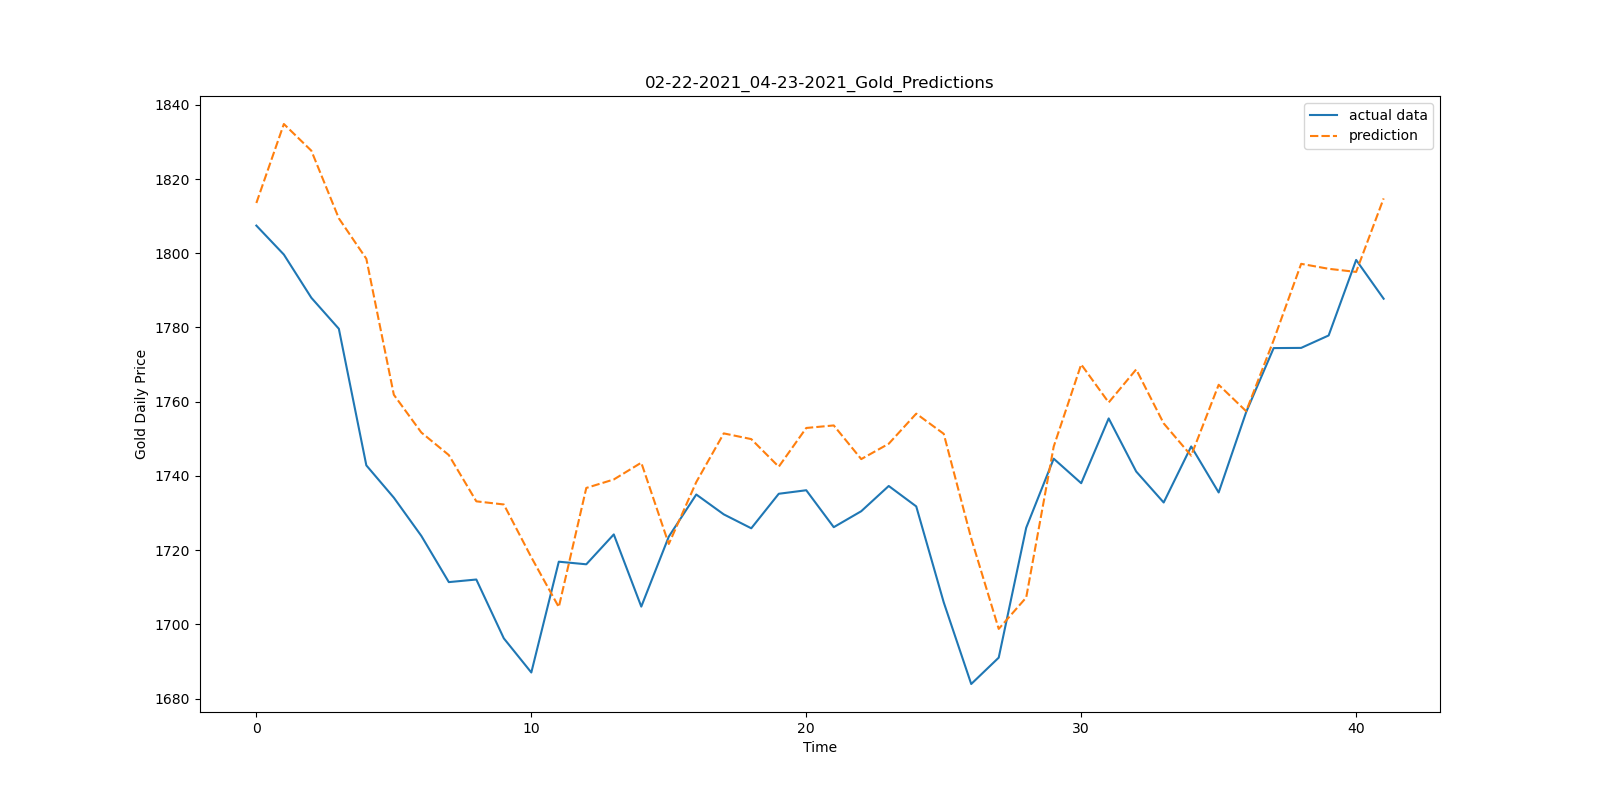 02-22-2021_04-23-2021_Gold_Predictions
actual data
prediction
1840
1820
1800
1780
1760
1740
1720
1700
1680
Gold Daily Price
0 10 20 30 40
Time